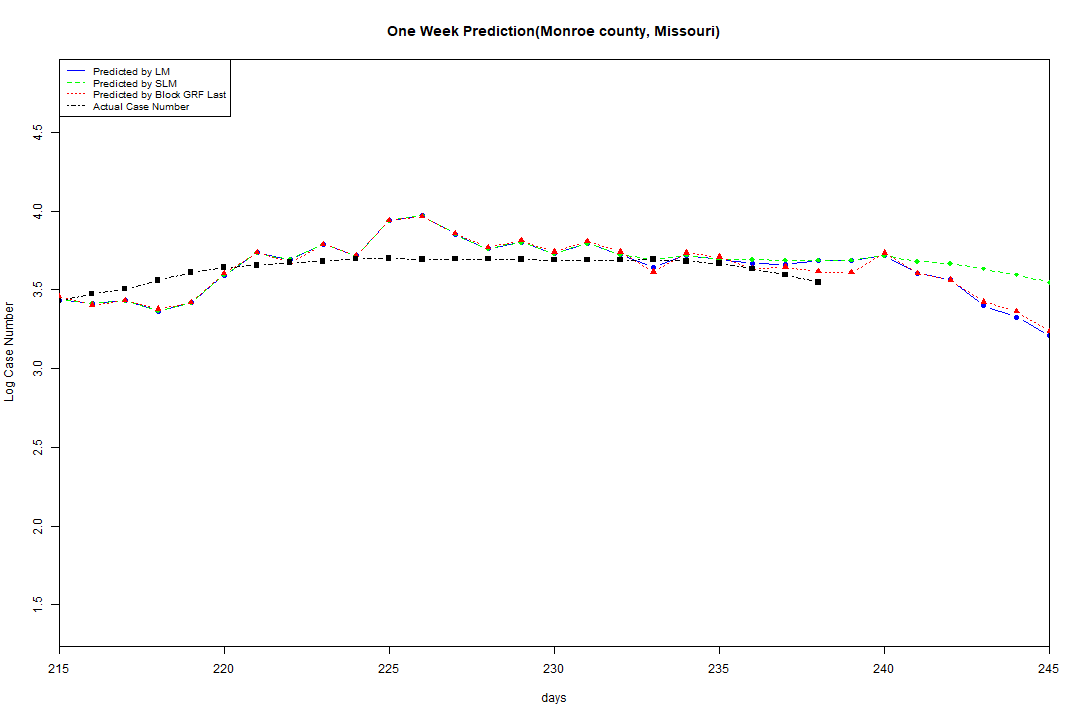 One Week Prediction(Monroe county, Missouri)
Predicted by LM
Predicted by SLM
Predicted by Block GRF Last
Actual Case Number
Log Case Number
4.5
4.0
3.5
3.0
2.5
2.0
1.5
215 220 225 230 235 240 245
days